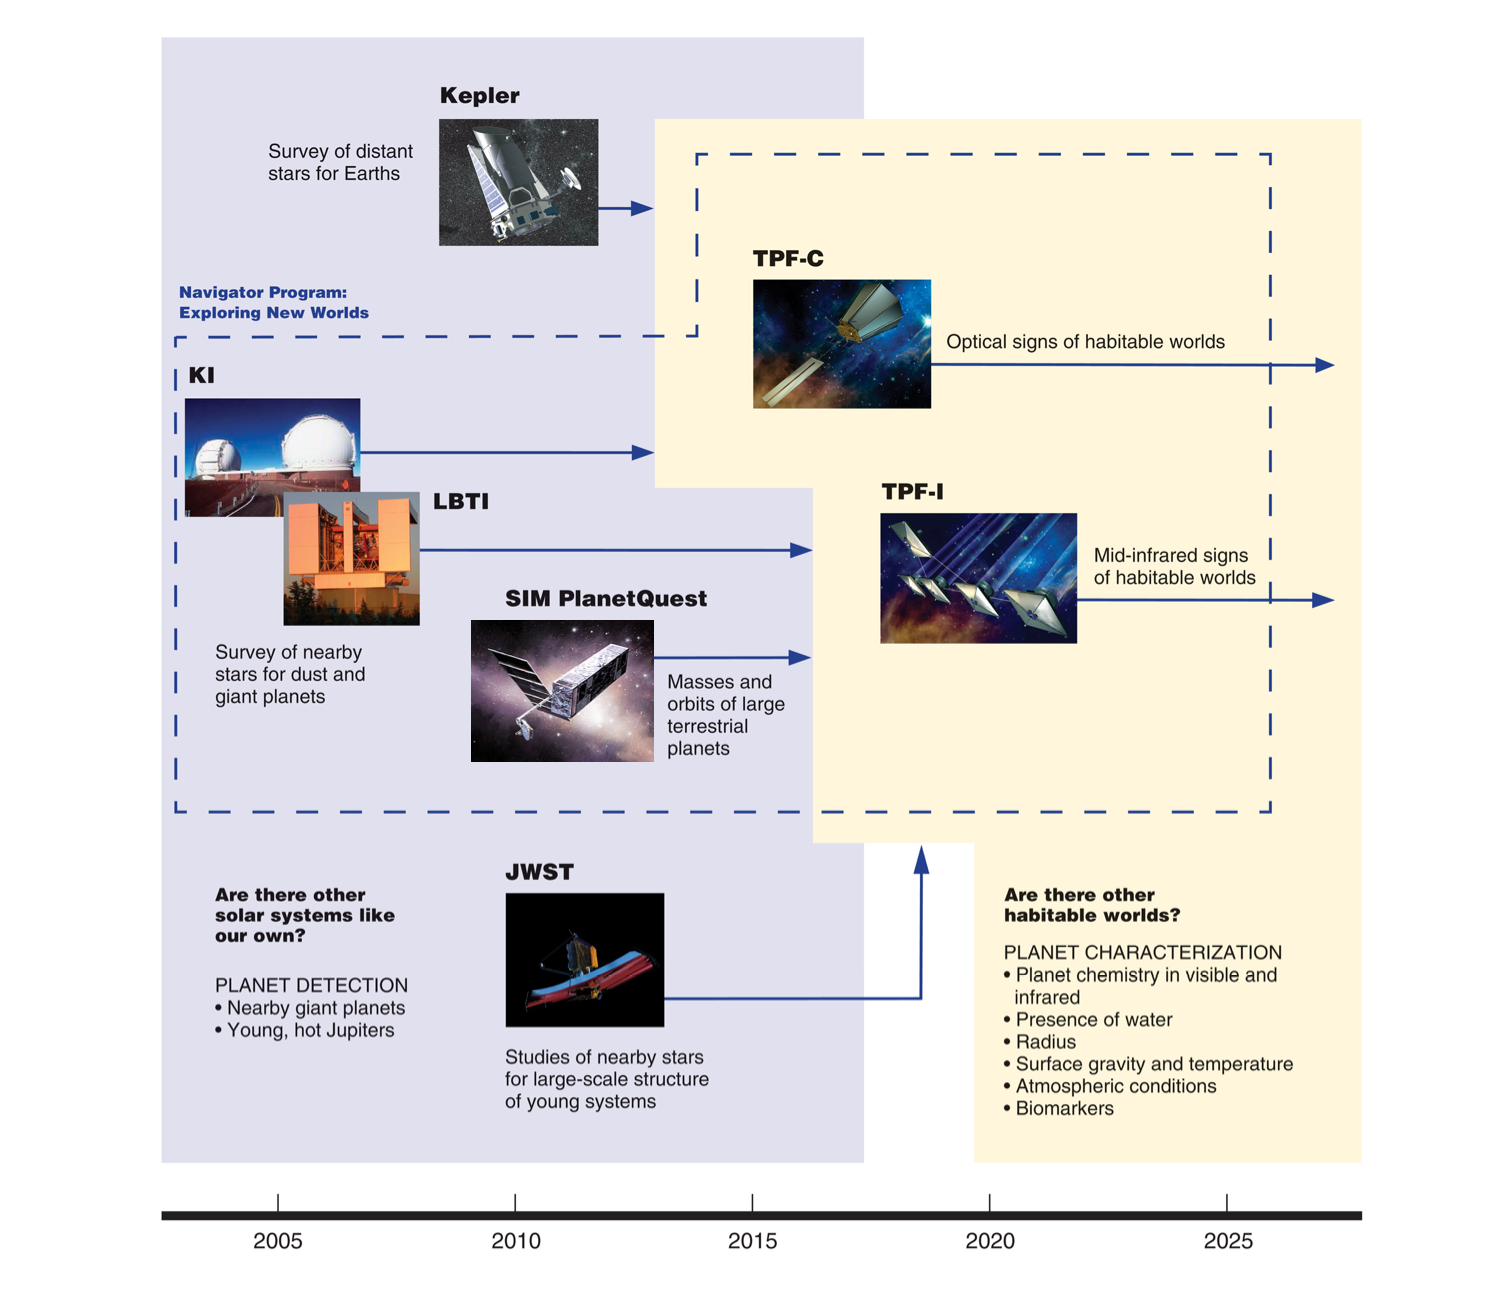 Kepler
Survey of distant
stars for Earths
Navigator Program:
Exploring New Worlds
KI
LBTI
Survey of nearby
stars for dust and
giant planets
SIM PlanetQuest
Masses and
orbits of large
terrestrial
planets
TPF-C
Optical signs of habitable worlds
TPF-I
Mid-infrared signs
of habitable worlds
JWST
Studies of nearby stars
for large-scale structure
of young systems
Are there other
solar systems like
our own?
PLANET DETECTION
• Nearby giant planets
• Young, hot Jupiters
Are there other
habitable worlds?
PLANET CHARACTERIZATION
• Planet chemistry in visible and
infrared
• Presence of water
• Radius
• Surface gravity and temperature
• Atmospheric conditions
• Biomarkers
2005
2010
2015
2020
2025